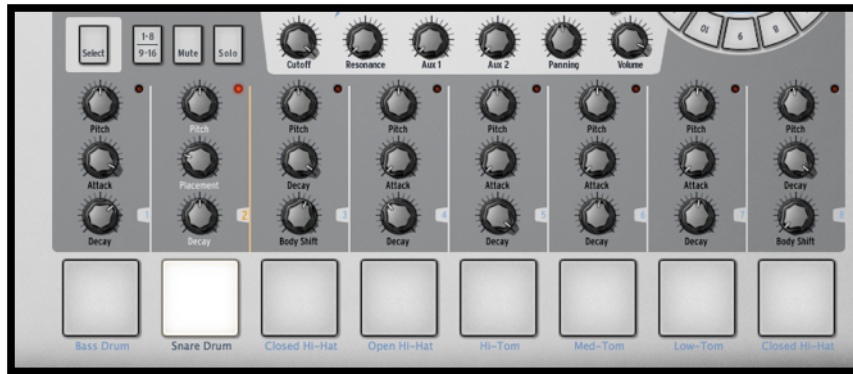 Select 1-8 9-16 Mute Solo
Cutoff Resonance Aux 1 Aux 2 Panning Volume
10 9 8
Pitch Pitch Pitch Pitch Pitch Pitch Pitch Pitch
Attack Placement Decay Attack Attack Attack Attack Decay
1 2 3 4 5 6 7 8
Decay Decay Body Shift Decay Decay Decay Decay Body Shift
Bass Drum Snare Drum Closed Hi-Hat Open Hi-Hat Hi-Tom Med-Tom Low-Tom Closed Hi-Hat